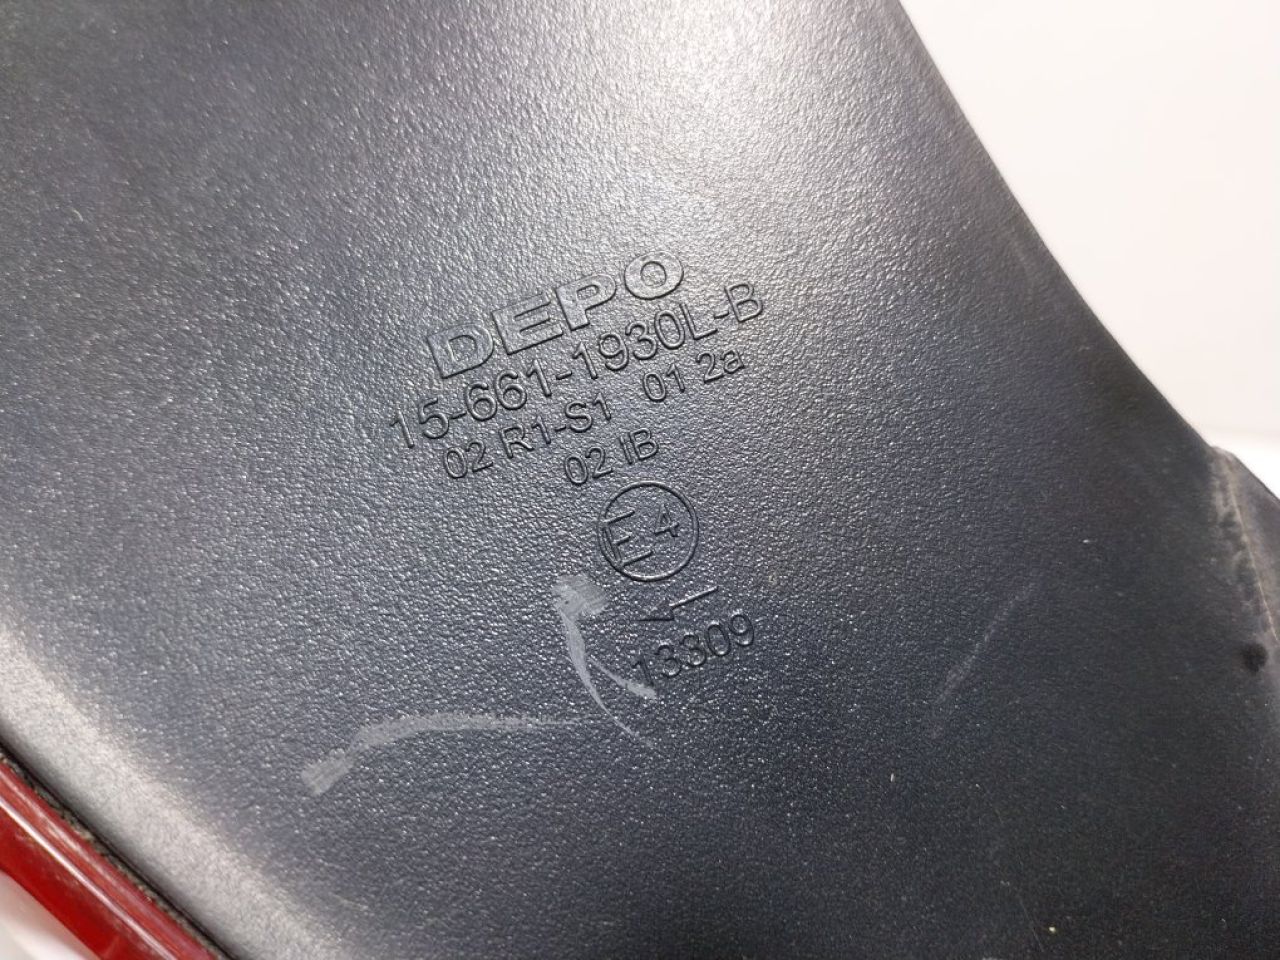 DEPO
15-661-1930L-B
02 R1-S1 01 2a
02 IB
E4
13309